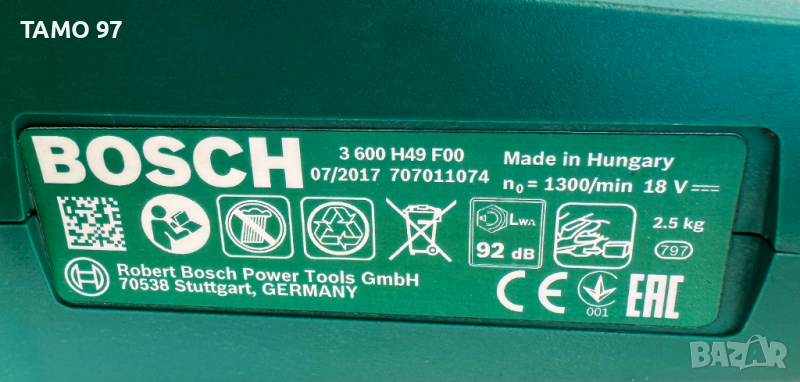 TAMO 97
BOSCH
3 600 H49 F00
07/2017 707011074
Made in Hungary
n₀ = 1300/min 18 V
LWA
92 dB
2.5 kg
797
Robert Bosch Power Tools GmbH
70538 Stuttgart, GERMANY
CE
001
EAC
BAZAR